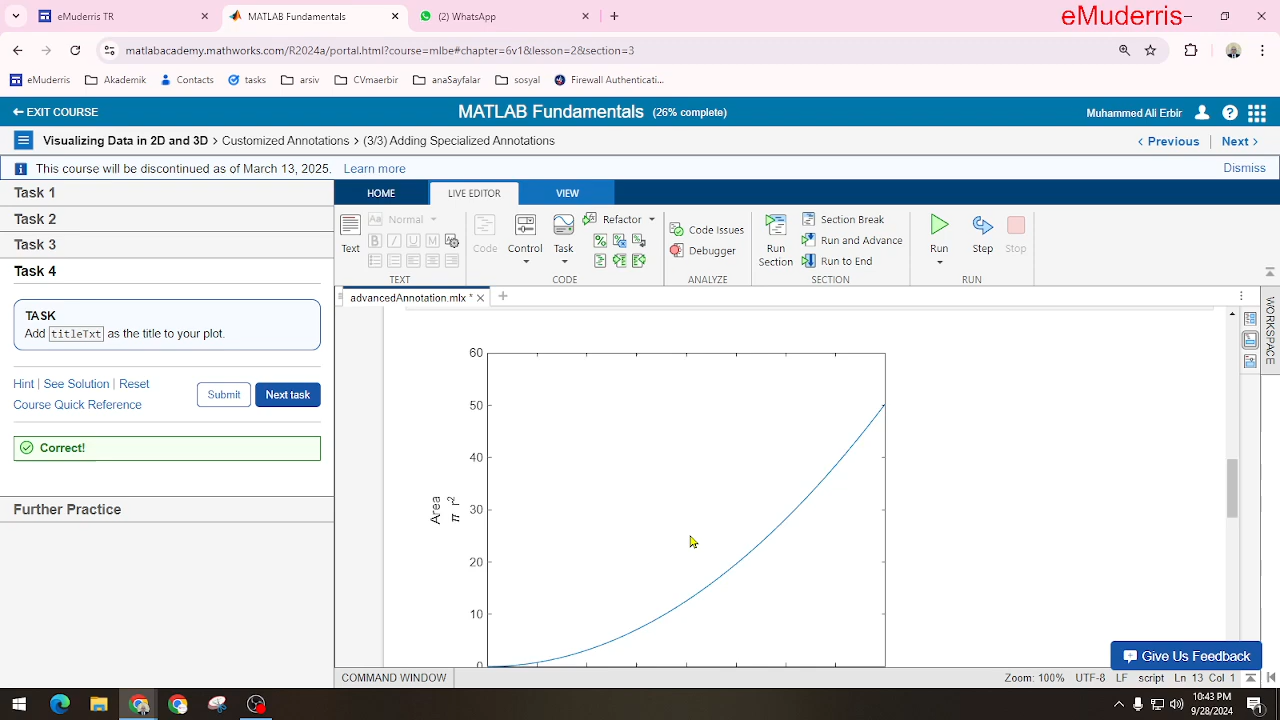 eMuderris TR
MATLAB Fundamentals
(2) WhatsApp
eMuderris
matlabacademy.mathworks.com/R2024a/portal.html?course=mlbe#chapter=6v1&lesson=2&section=3
eMuderris
Akademik
Contacts
tasks
arsiv
CVmaerbir
anaSayfalar
sosyal
Firewall Authenticati...
EXIT COURSE
MATLAB Fundamentals (26% complete)
Muhammed Ali Erbir
Visualizing Data in 2D and 3D > Customized Annotations > (3/3) Adding Specialized Annotations
< Previous | Next >
This course will be discontinued as of March 13, 2025. Learn more
Dismiss
Task 1
Task 2
Task 3
Task 4
TASK
Add titleTxt as the title to your plot.
Hint | See Solution | Reset
Course Quick Reference
Submit
Next task
Correct!
Further Practice
HOME
LIVE EDITOR
VIEW
Text
Aa Normal
B I U M
TEXT
Code
Control
Task
Refactor
CODE
Code Issues
Debugger
ANALYZE
Run Section
Section Break
Run and Advance
Run to End
SECTION
Run
Step
Stop
RUN
advancedAnnotation.mlx *
WORKSPACE
60
50
40
30
20
10
0
Area
π r2
Give Us Feedback
COMMAND WINDOW
Zoom: 100% UTF-8 LF script Ln 13 Col 1
10:43 PM
9/28/2024